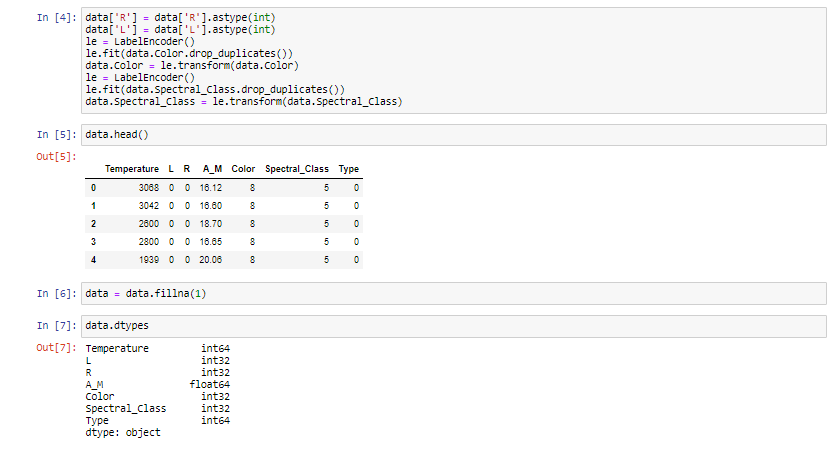 In [4]: data['R'] = data['R'].astype(int)
data['L'] = data['L'].astype(int)
le = LabelEncoder()
le.fit(data.Color.drop_duplicates())
data.Color = le.transform(data.Color)
le = LabelEncoder()
le.fit(data.Spectral_Class.drop_duplicates())
data.Spectral_Class = le.transform(data.Spectral_Class)
In [5]: data.head()
Out[5]:
Temperature L R A_M Color Spectral_Class Type
0 3068 0 0 16.12 8 5 0
1 3042 0 0 16.60 8 5 0
2 2600 0 0 18.70 8 5 0
3 2800 0 0 16.65 8 5 0
4 1939 0 0 20.06 8 5 0
In [6]: data = data.fillna(1)
In [7]: data.dtypes
Out[7]: Temperature int64
L int32
R int32
A_M float64
Color int32
Spectral_Class int32
Type int64
dtype: object